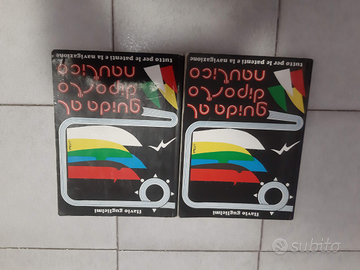 tutto per le patenti e la navigazione
guida al
diporto
nautico
flavio guglielmi
tutto per le patenti e la navigazione
guida al
diporto
nautico
flavio guglielmi
subito